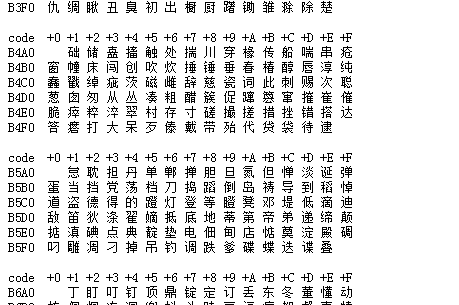 B3F0 仇 绸 瞅 丑 臭 初 出 橱 厨 躇 锄 雏 滁 除 楚
code +0 +1 +2 +3 +4 +5 +6 +7 +8 +9 +A +B +C +D +E +F
B4A0 础 储 矗 搐 触 处 揣 川 穿 椽 传 船 喘 串 疮
B4B0 窗 幢 床 闯 创 吹 炊 捶 锤 垂 春 椿 醇 唇 淳 纯
B4C0 蠢 戳 绰 疵 茨 磁 雌 辞 慈 瓷 词 此 刺 赐 次 聪
B4D0 葱 囱 匆 从 丛 凑 粗 醋 簇 促 蹿 篡 窜 摧 崔 催
B4E0 脆 瘁 粹 淬 翠 村 存 寸 磋 撮 搓 措 挫 错 搭 达
B4F0 答 瘩 打 大 呆 歹 傣 戴 带 殆 代 贷 袋 待 逮
code +0 +1 +2 +3 +4 +5 +6 +7 +8 +9 +A +B +C +D +E +F
B5A0 怠 耽 担 丹 单 郸 掸 胆 旦 氮 但 惮 淡 诞 弹
B5B0 蛋 当 挡 党 荡 档 刀 捣 蹈 倒 岛 祷 导 到 稻 悼
B5C0 道 盗 德 得 的 蹬 灯 登 等 瞪 凳 邓 堤 低 滴 迪
B5D0 敌 笛 狄 涤 翟 嫡 抵 底 地 蒂 第 帝 弟 递 缔 颠
B5E0 掂 滇 碘 点 典 靛 垫 电 佃 甸 店 惦 奠 淀 殿 碉
B5F0 叼 雕 凋 刁 掉 吊 钓 调 跌 爹 碟 蝶 迭 谍 叠
code +0 +1 +2 +3 +4 +5 +6 +7 +8 +9 +A +B +C +D +E +F
B6A0 丁 盯 叮 钉 顶 鼎 锭 定 订 丢 东 冬 董 懂 动